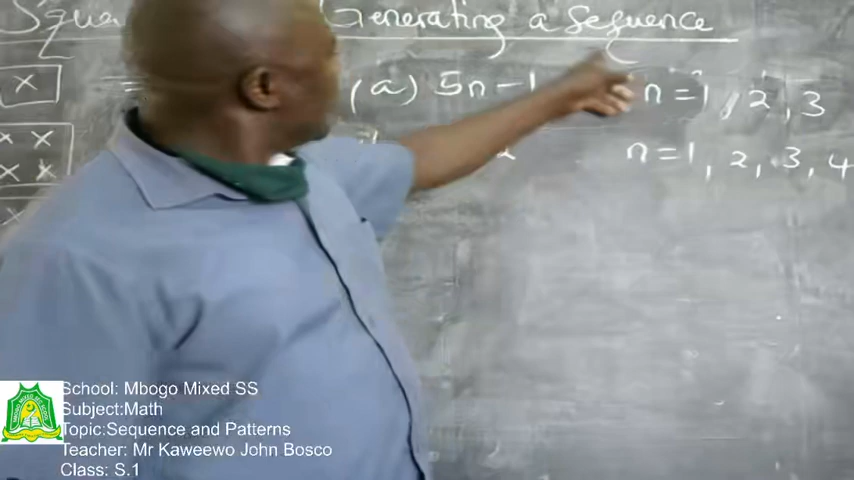 Generating a Sequence
(a) 5n - 1 n = 1, 2, 3
n = 1, 2, 3, 4
x
x x
x x
School: Mbogo Mixed SS
Subject:Math
Topic:Sequence and Patterns
Teacher: Mr Kaweewo John Bosco
Class: S.1